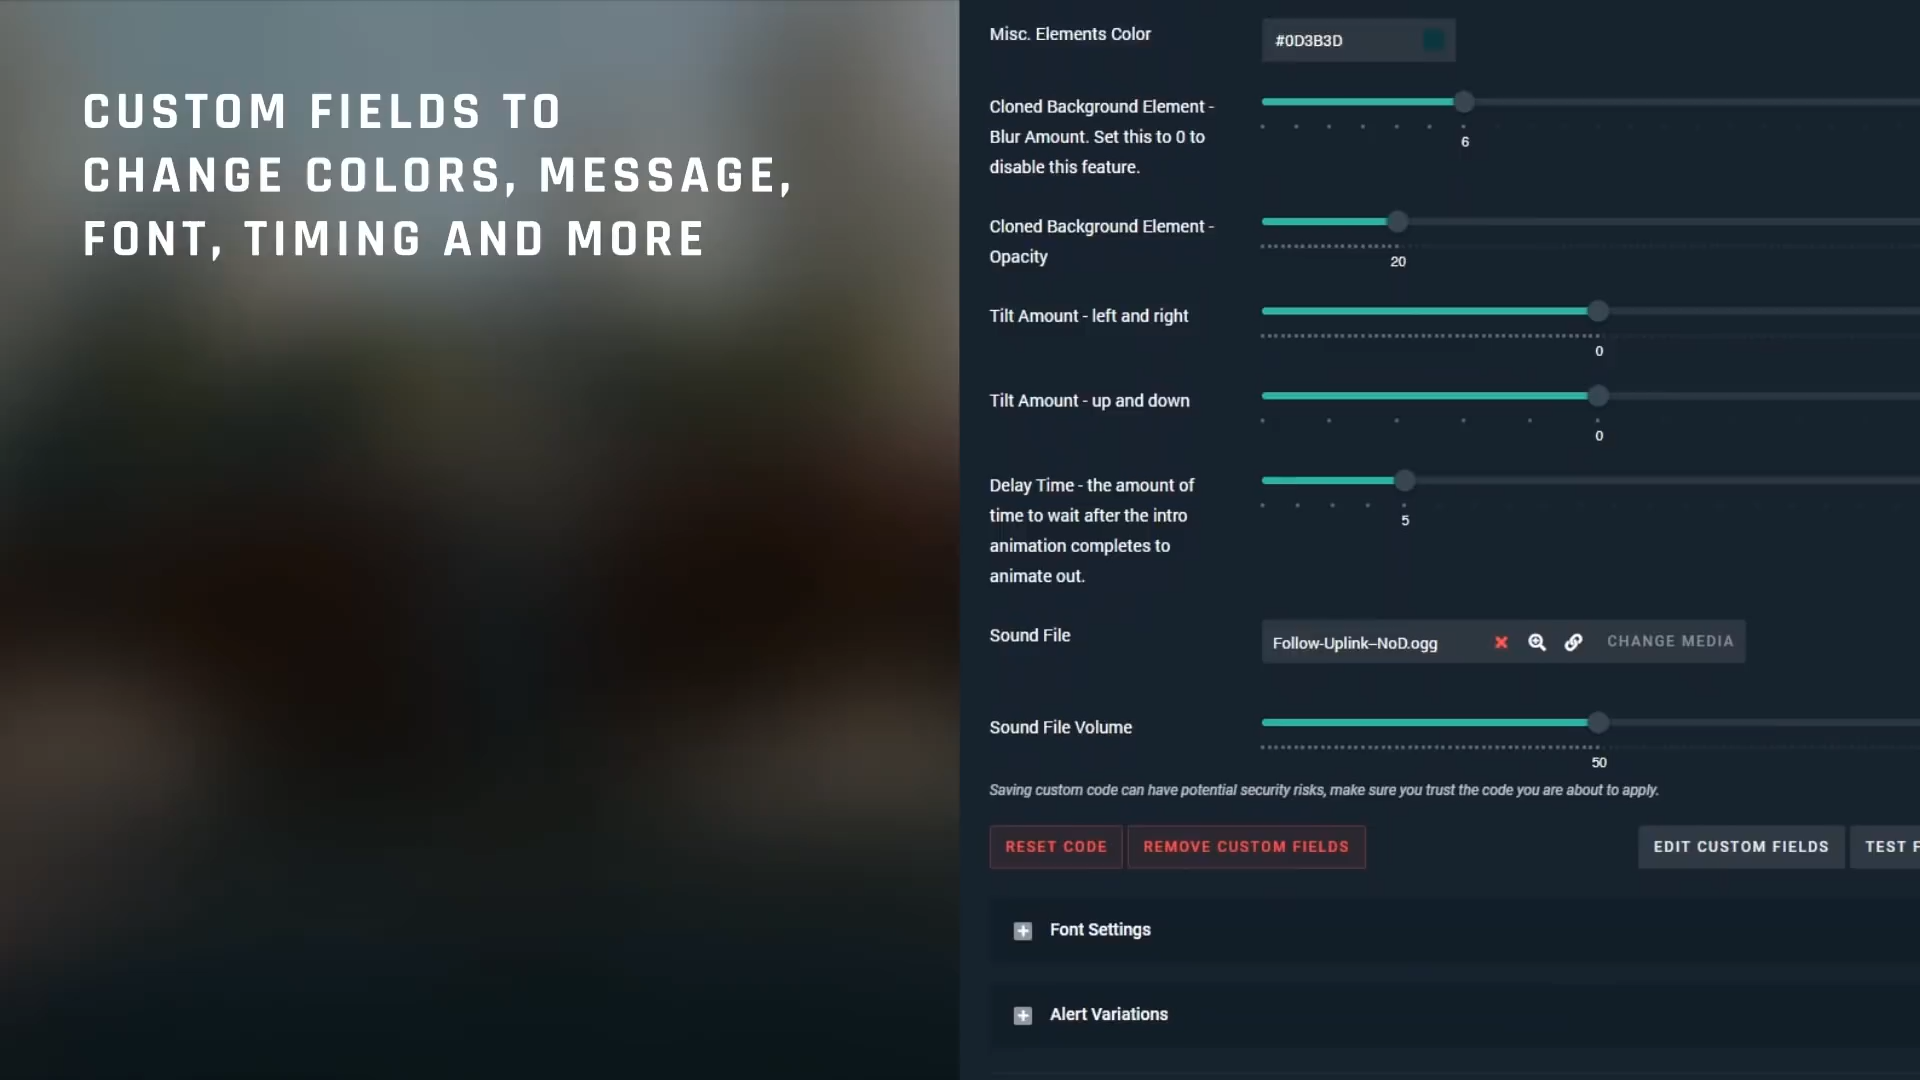 CUSTOM FIELDS TO
CHANGE COLORS, MESSAGE,
FONT, TIMING AND MORE
Misc. Elements Color
#0D3B3D
Cloned Background Element -
Blur Amount. Set this to 0 to
disable this feature.
6
Cloned Background Element -
Opacity
20
Tilt Amount - left and right
0
Tilt Amount - up and down
0
Delay Time - the amount of
time to wait after the intro
animation completes to
animate out.
5
Sound File
Follow-Uplink--NoD.ogg
CHANGE MEDIA
Sound File Volume
50
Saving custom code can have potential security risks, make sure you trust the code you are about to apply.
RESET CODE
REMOVE CUSTOM FIELDS
EDIT CUSTOM FIELDS
TEST F
Font Settings
Alert Variations